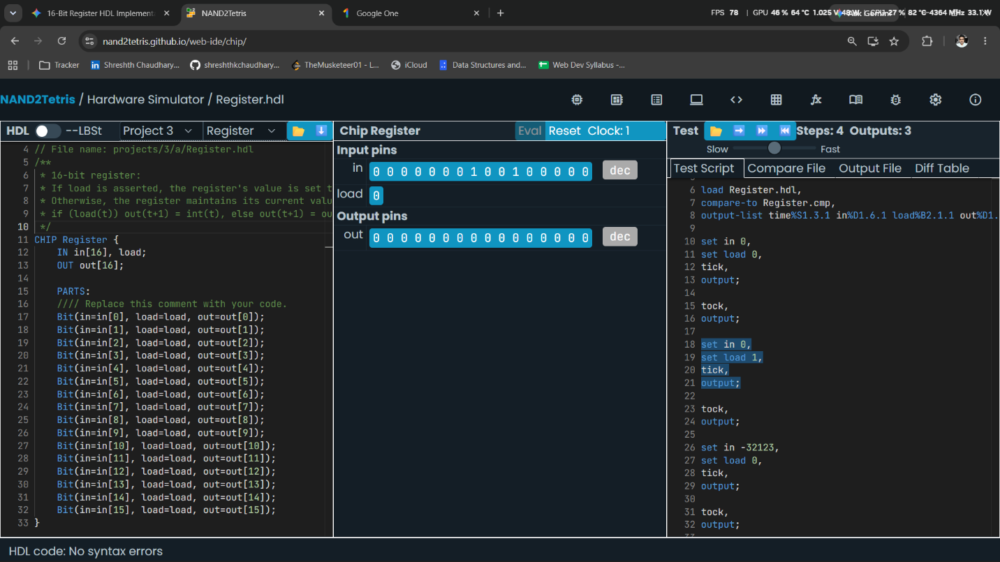 16-Bit Register HDL Implement
NAND2Tetris
Google One
FPS 78 | GPU 46 % 64 °C 1.025 V 48W 27 % 82 °C 4364 MHz 33.1 W
Ask Gemini
nand2tetris.github.io/web-ide/chip/
Tracker
Shreshth Chaudhary...
shreshthkchaudhary...
TheMusketeer01 - L...
iCloud
Data Structures and...
Web Dev Syllabus -...
NAND2Tetris / Hardware Simulator / Register.hdl
HDL --LBSt Project 3 Register
4 // File name: projects/3/a/Register.hdl
5 /**
6 * 16-bit register:
7 * If load is asserted, the register's value is set t
8 * Otherwise, the register maintains its current valu
9 * if (load(t)) out(t+1) = int(t), else out(t+1) = ou
10 */
11 CHIP Register {
12 IN in[16], load;
13 OUT out[16];
14
15 PARTS:
16 //// Replace this comment with your code.
17 Bit(in=in[0], load=load, out=out[0]);
18 Bit(in=in[1], load=load, out=out[1]);
19 Bit(in=in[2], load=load, out=out[2]);
20 Bit(in=in[3], load=load, out=out[3]);
21 Bit(in=in[4], load=load, out=out[4]);
22 Bit(in=in[5], load=load, out=out[5]);
23 Bit(in=in[6], load=load, out=out[6]);
24 Bit(in=in[7], load=load, out=out[7]);
25 Bit(in=in[8], load=load, out=out[8]);
26 Bit(in=in[9], load=load, out=out[9]);
27 Bit(in=in[10], load=load, out=out[10]);
28 Bit(in=in[11], load=load, out=out[11]);
29 Bit(in=in[12], load=load, out=out[12]);
30 Bit(in=in[13], load=load, out=out[13]);
31 Bit(in=in[14], load=load, out=out[14]);
32 Bit(in=in[15], load=load, out=out[15]);
33 }
Chip Register Eval Reset Clock: 1
Input pins
in 0 0 0 0 0 0 0 1 0 0 1 0 0 0 0 0 dec
load 0
Output pins
out 0 0 0 0 0 0 0 0 0 0 0 0 0 0 0 0 dec
Test Steps: 4 Outputs: 3
Slow Fast
Test Script Compare File Output File Diff Table
6 load Register.hdl,
7 compare-to Register.cmp,
8 output-list time%S1.3.1 in%D1.6.1 load%B2.1.1 out%D1.
9
10 set in 0,
11 set load 0,
12 tick,
13 output;
14
15 tock,
16 output;
17
18 set in 0,
19 set load 1,
20 tick,
21 output;
22
23 tock,
24 output;
25
26 set in -32123,
27 set load 0,
28 tick,
29 output;
30
31 tock,
32 output;
HDL code: No syntax errors